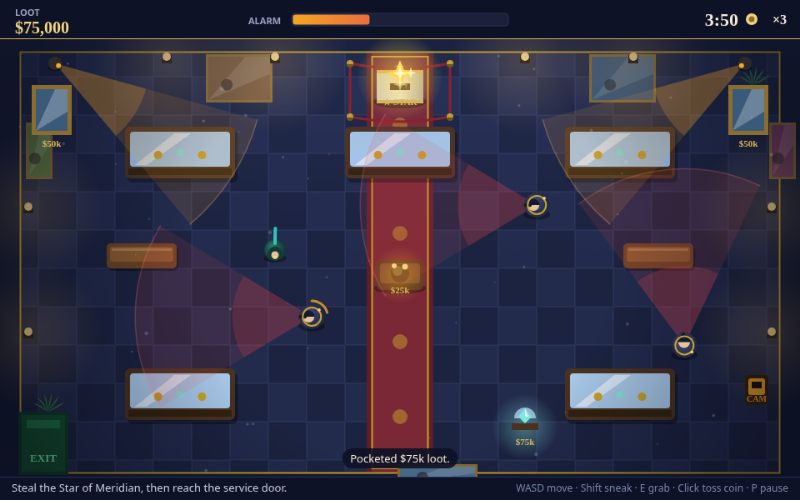 LOOT
$75,000
ALARM
3:50
×3
$50k
$50k
$25k
$75k
CAM
EXIT
Pocketed $75k loot.
Steal the Star of Meridian, then reach the service door.
WASD move · Shift sneak · E grab · Click toss coin · P pause